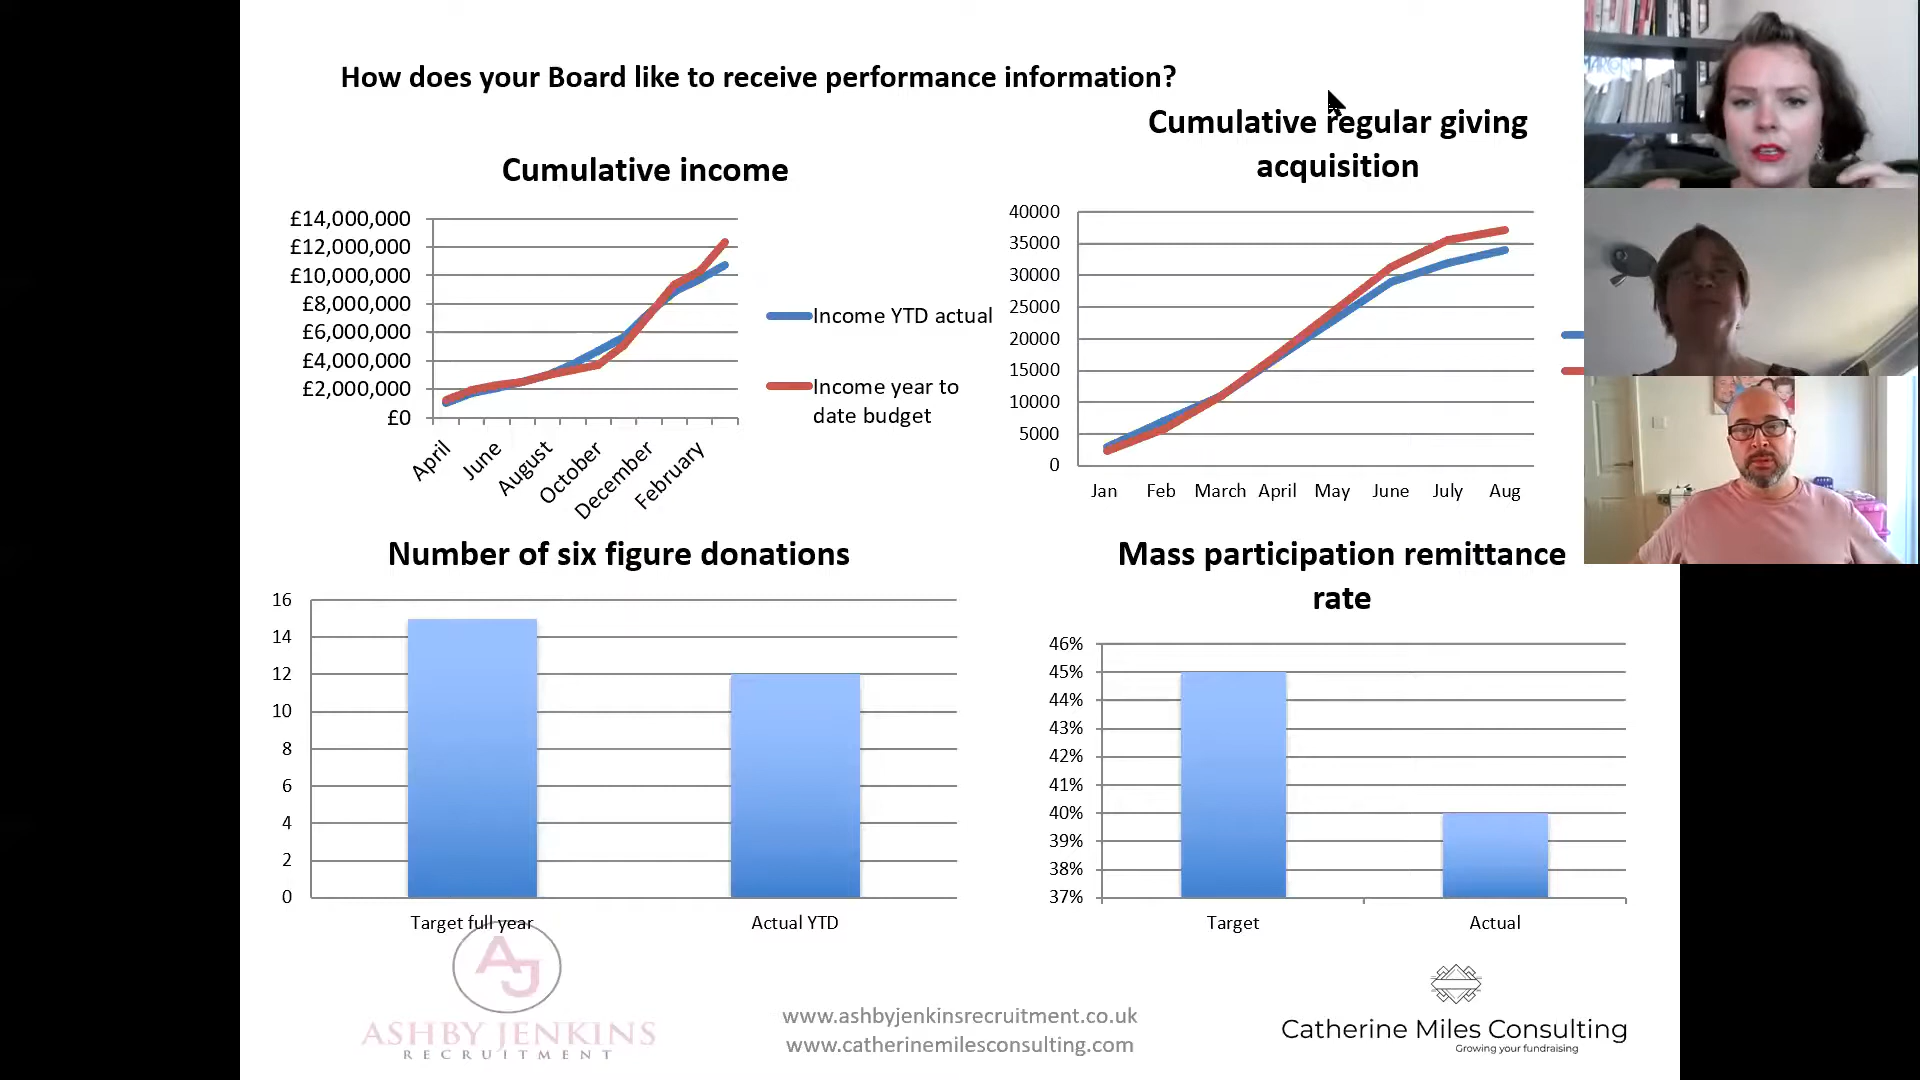 How does your Board like to receive performance information?
Cumulative income
£14,000,000
£12,000,000
£10,000,000
£8,000,000
£6,000,000
£4,000,000
£2,000,000
£0
April
June
August
October
December
February
Income YTD actual
Income year to
date budget
Cumulative regular giving
acquisition
40000
35000
30000
25000
20000
15000
10000
5000
0
Jan Feb March April May June July Aug
Number of six figure donations
16
14
12
10
8
6
4
2
0
Target full year Actual YTD
Mass participation remittance
rate
46%
45%
44%
43%
42%
41%
40%
39%
38%
37%
Target Actual
AJ
ASHBY JENKINS
RECRUITMENT
www.ashbyjenkinsrecruitment.co.uk
www.catherinemilesconsulting.com
Catherine Miles Consulting
Growing your fundraising